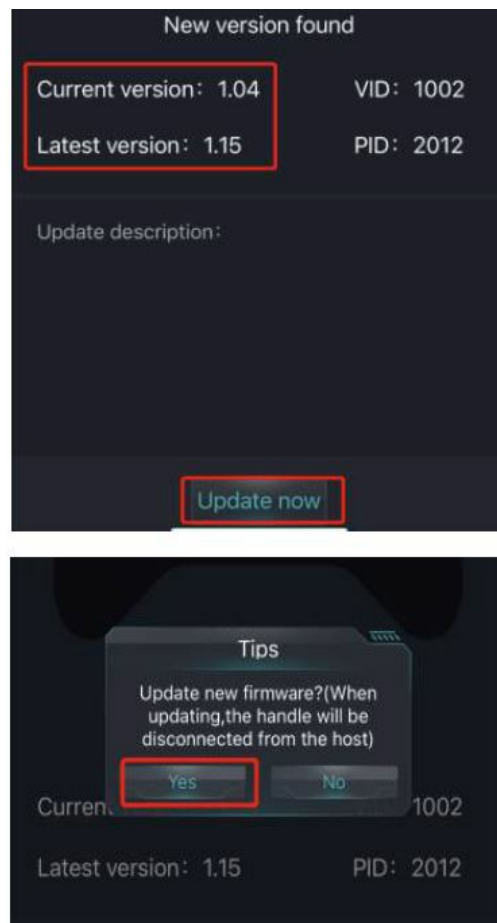 New version found
Current version：1.04 VID：1002
Latest version：1.15 PID：2012
Update description：
Update now
Tips
Update new firmware?(When
updating,the handle will be
disconnected from the host)
Yes No
Curren 1002
Latest version：1.15 PID：2012